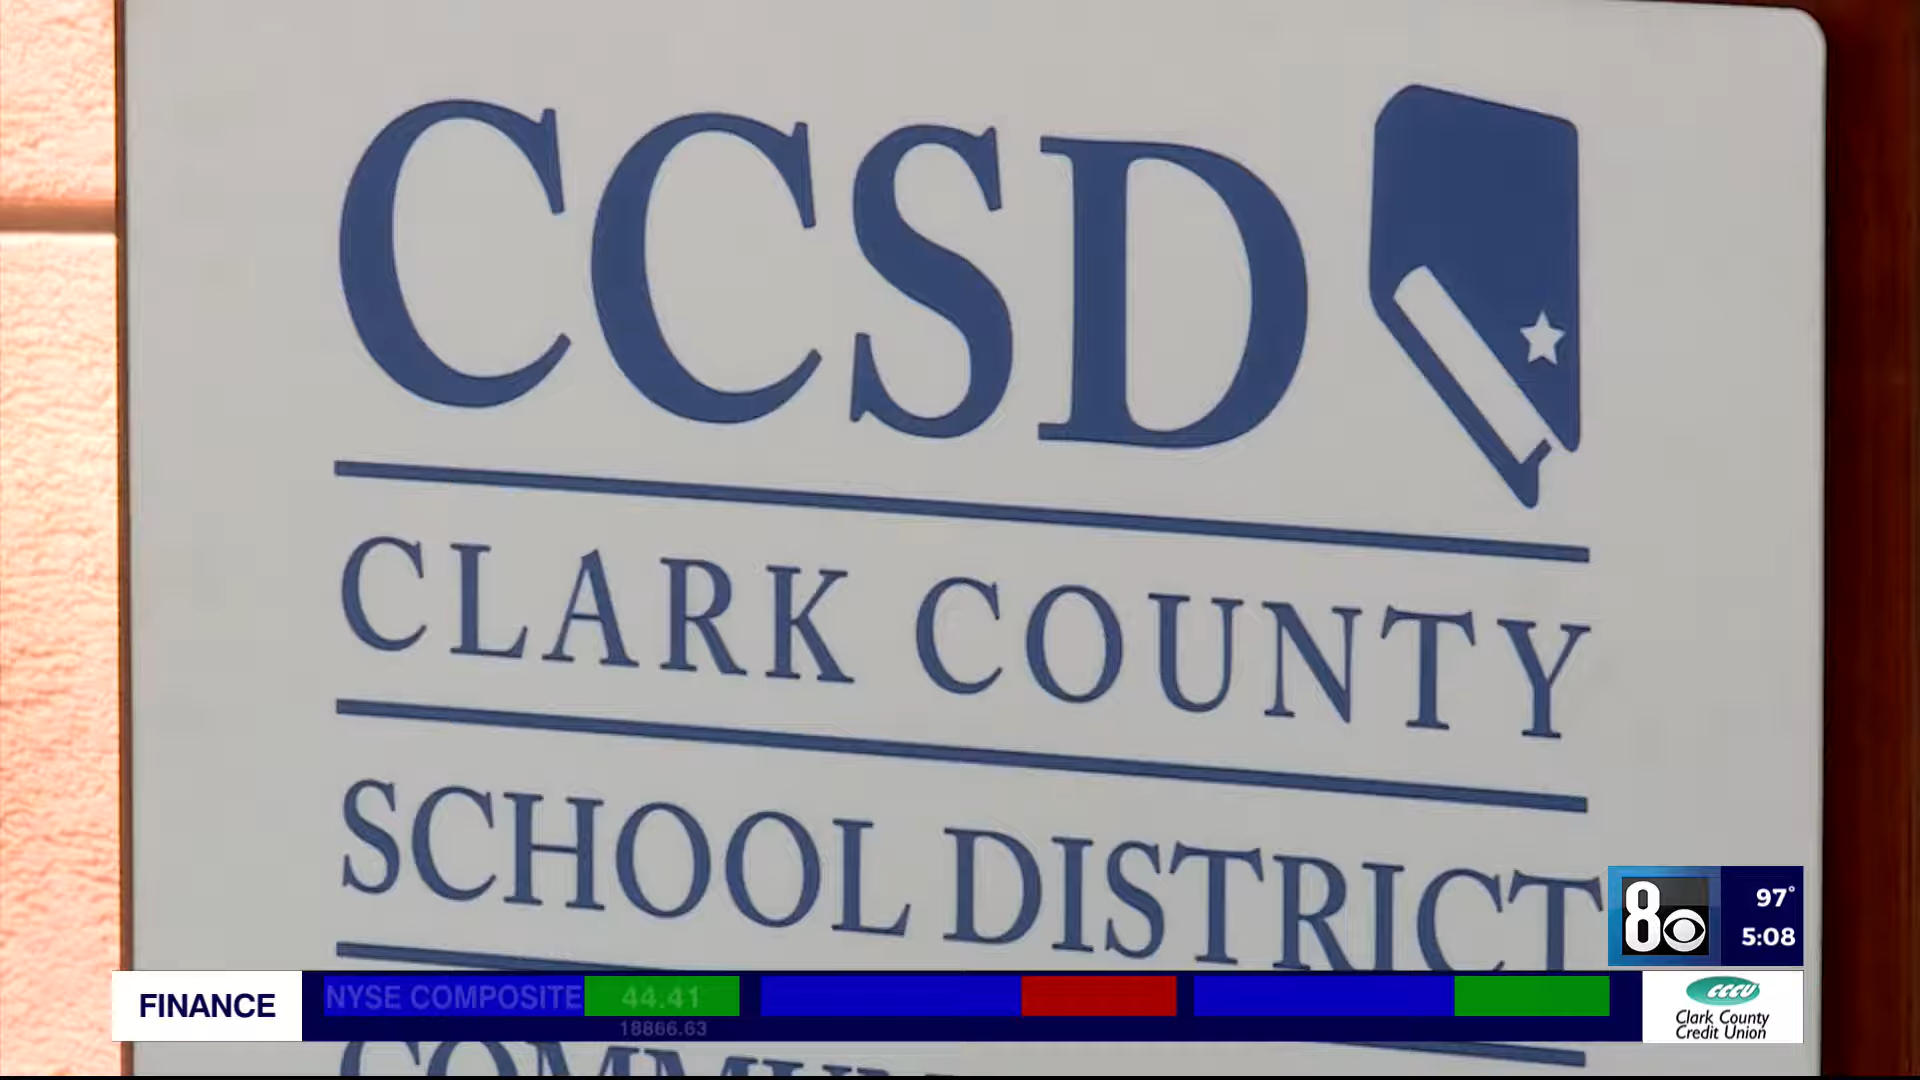 CCSD
CLARK COUNTY
SCHOOL DISTRICT
8
97°
5:08
FINANCE
NYSE COMPOSITE 44.41
18866.63
CCCU
Clark County
Credit Union